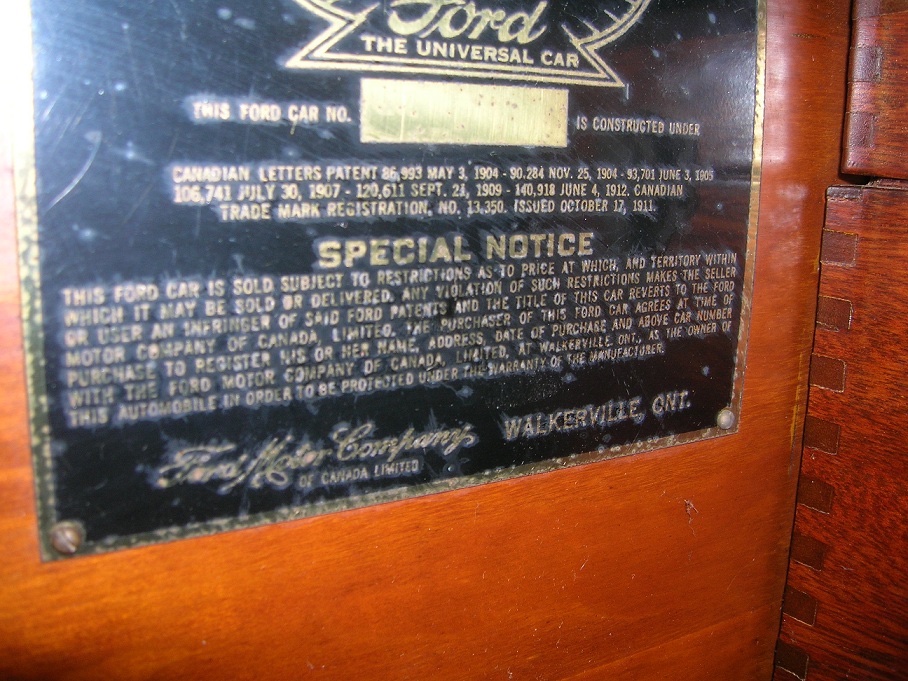 Ford
THE UNIVERSAL CAR
THIS FORD CAR NO. IS CONSTRUCTED UNDER
CANADIAN LETTERS PATENT 86,993 MAY 3, 1904 - 90,284 NOV. 25, 1904 - 93,701 JUNE 3, 1905
106,741 JULY 30, 1907 - 120,611 SEPT. 21, 1909 - 140,918 JUNE 4, 1912. CANADIAN
TRADE MARK REGISTRATION, NO. 13,350. ISSUED OCTOBER 17, 1911.
SPECIAL NOTICE
THIS FORD CAR IS SOLD SUBJECT TO RESTRICTIONS AS TO PRICE AT WHICH, AND TERRITORY WITHIN
WHICH IT MAY BE SOLD OR DELIVERED. ANY VIOLATION OF SUCH RESTRICTIONS MAKES THE SELLER
OR USER AN INFRINGER OF SAID FORD PATENTS AND THE TITLE OF THIS CAR REVERTS TO THE FORD
MOTOR COMPANY OF CANADA, LIMITED. THE PURCHASER OF THIS FORD CAR AGREES AT TIME OF
PURCHASE TO REGISTER HIS OR HER NAME, ADDRESS, DATE OF PURCHASE AND ABOVE CAR NUMBER
WITH THE FORD MOTOR COMPANY OF CANADA, LIMITED, AT WALKERVILLE ONT., AS THE OWNER OF
THIS AUTOMOBILE IN ORDER TO BE PROTECTED UNDER THE WARRANTY OF THE MANUFACTURER.
Ford Motor Company WALKERVILLE, ONT.
OF CANADA LIMITED